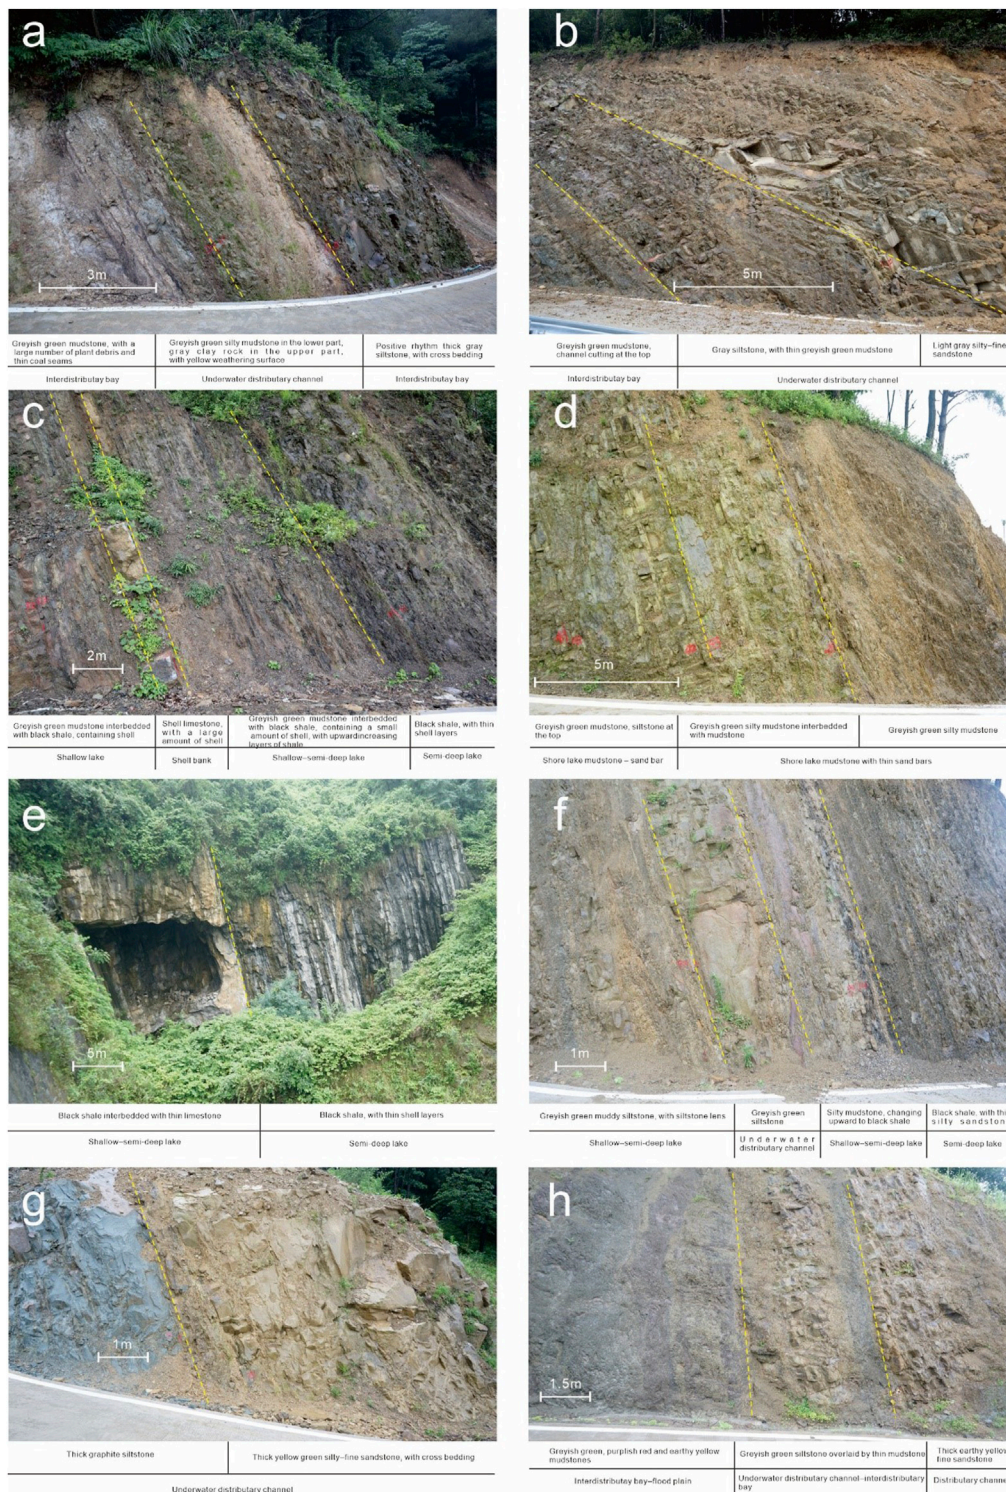 a
3m
Greyish green mudstone, with a
large number of plant debris and
thin coal seams
Greyish green silty mudstone in the lower part,
gray clay rock in the upper part,
with yellow weathering surface
Positive rhythm thick gray
siltstone, with cross bedding
Interdistributay bay
Underwater distributary channel
Interdistributay bay
b
5m
Greyish green mudstone,
channel cutting at the top
Gray siltstone, with thin greyish green mudstone
Light gray silty–fine
sandstone
Interdistributay bay
Underwater distributary channel
c
2m
Greyish green mudstone interbedded
with black shale, containing shell
Shell limestone,
with a large
amount of shell
Greyish green mudstone interbedded
with black shale, containing a small
amount of shell, with upwardincreasing
layers of shale
Black shale, with thin
shell layers
Shallow lake
Shell bank
Shallow–semi-deep lake
Semi-deep lake
d
5m
Greyish green mudstone, siltstone at
the top
Greyish green silty mudstone interbedded
with mudstone
Greyish green silty mudstone
Shore lake mudstone – sand bar
Shore lake mudstone with thin sand bars
e
5m
Black shale interbedded with thin limestone
Black shale, with thin shell layers
Shallow–semi-deep lake
Semi-deep lake
f
1m
Greyish green muddy siltstone, with siltstone lens
Greyish green
siltstone
Silty mudstone, changing
upward to black shale
Black shale, with thi
silty sandston
Shallow–semi-deep lake
Underwater
distributary channel
Shallow–semi-deep lake
Semi-deep lake
g
1m
Thick graphite siltstone
Thick yellow green silty–fine sandstone, with cross bedding
Underwater distributary channel
h
1.5m
Greyish green, purplish red and earthy yellow
mudstones
Greyish green siltstone overlaid by thin mudstone
Thick earthy yellow
fine sandstone
Interdistributay bay–flood plain
Underwater distributary channel–interdistributary
bay
Distributary channe